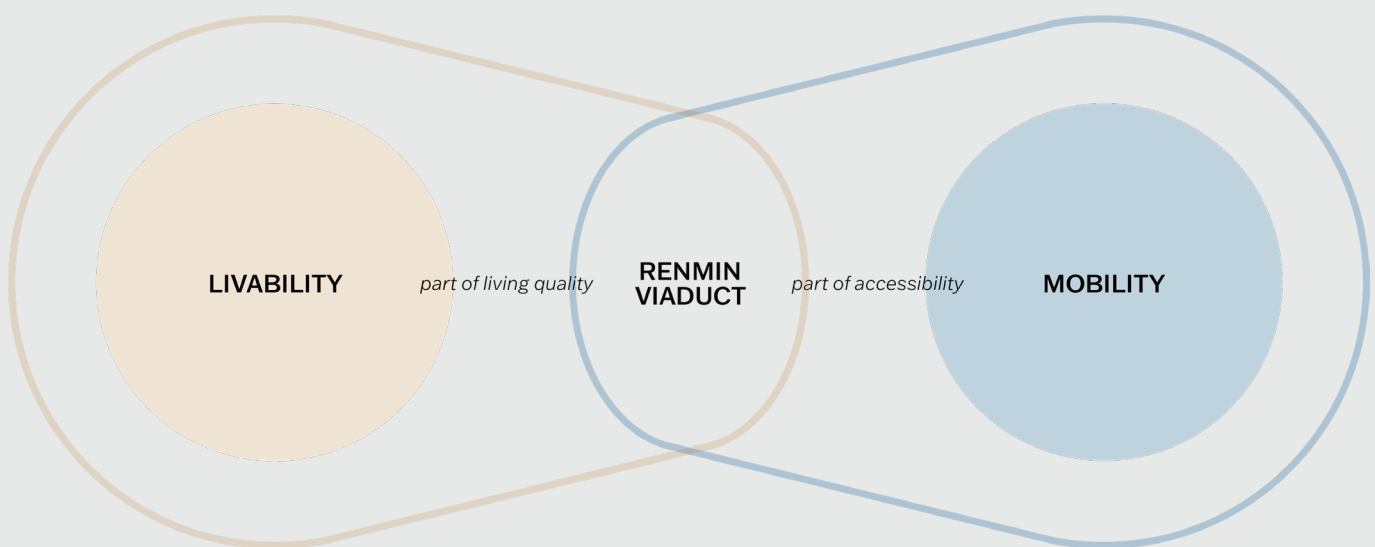 LIVABILITY
part of living quality
RENMIN
VIADUCT
part of accessibility
MOBILITY